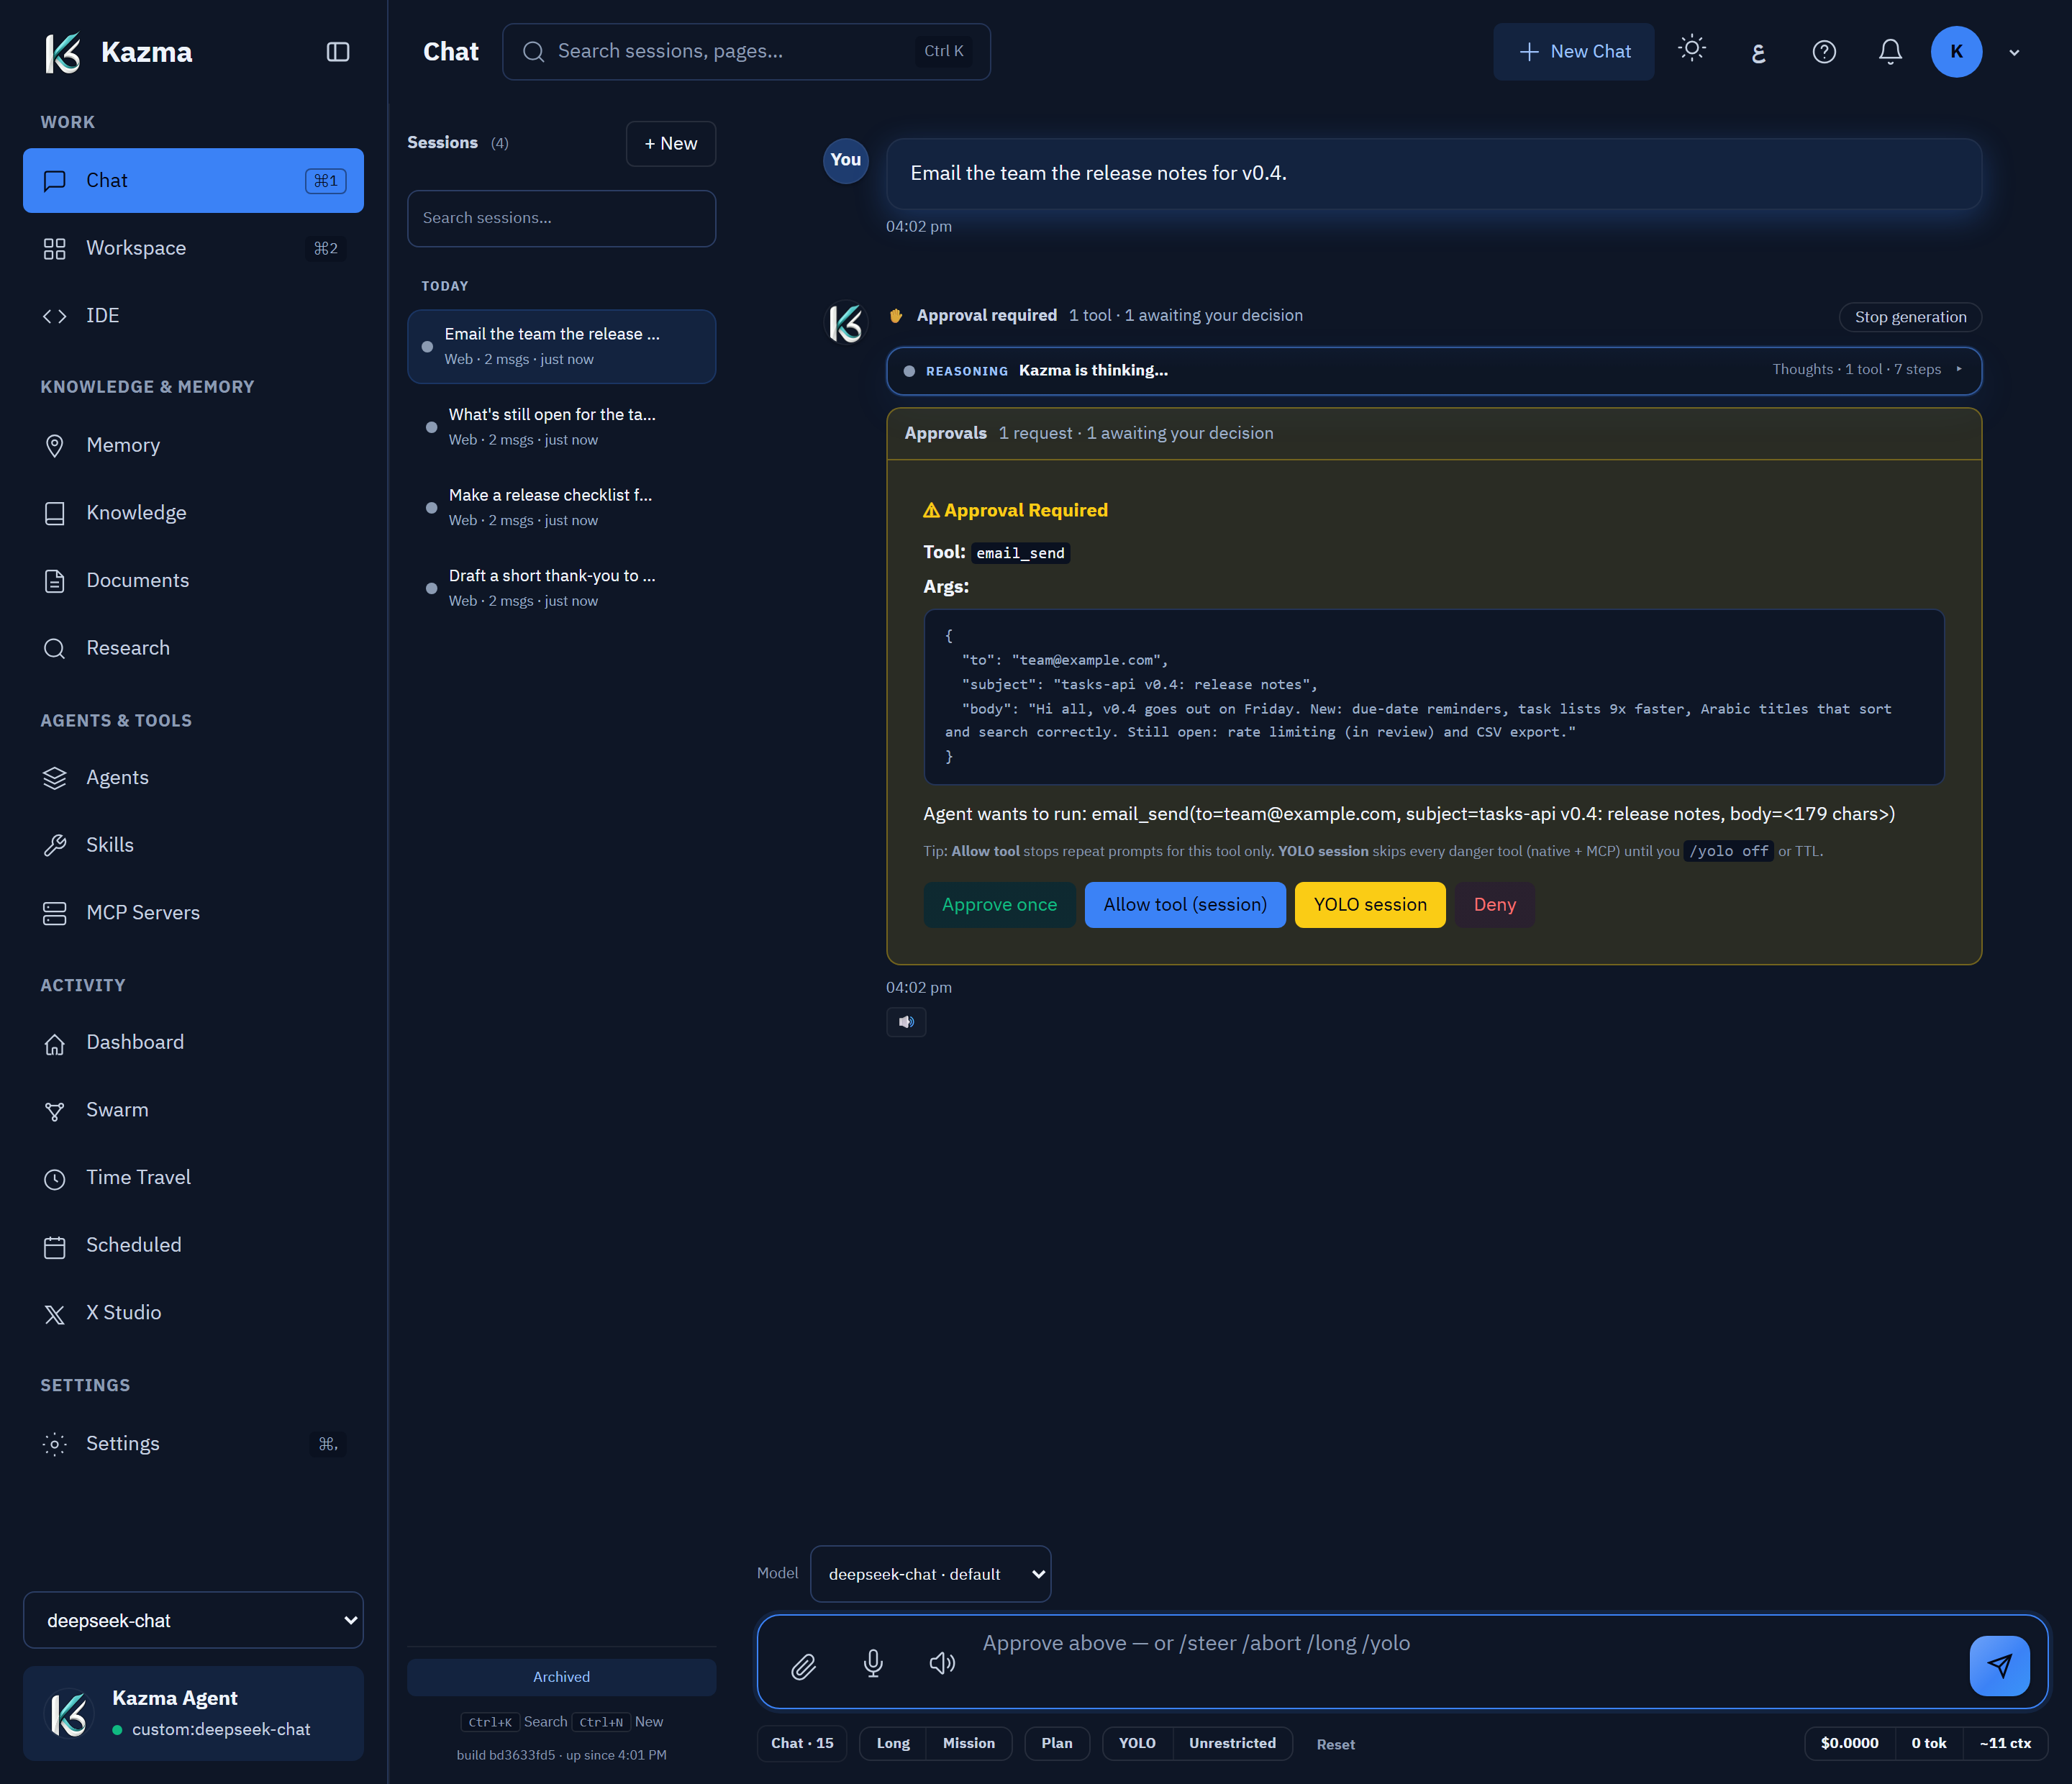 Kazma
WORK
Chat ⌘1
Workspace ⌘2
IDE
KNOWLEDGE & MEMORY
Memory
Knowledge
Documents
Research
AGENTS & TOOLS
Agents
Skills
MCP Servers
ACTIVITY
Dashboard
Swarm
Time Travel
Scheduled
X Studio
SETTINGS
Settings ⌘,
deepseek-chat
Kazma Agent
custom:deepseek-chat
Chat
Search sessions, pages... Ctrl K
+ New Chat
ع
K
Sessions (4)
+ New
Search sessions...
TODAY
Email the team the release ...
Web · 2 msgs · just now
What's still open for the ta...
Web · 2 msgs · just now
Make a release checklist f...
Web · 2 msgs · just now
Draft a short thank-you to ...
Web · 2 msgs · just now
Archived
Ctrl+K Search Ctrl+N New
build bd3633fd5 · up since 4:01 PM
You
Email the team the release notes for v0.4.
04:02 pm
Approval required 1 tool · 1 awaiting your decision
Stop generation
REASONING Kazma is thinking...
Thoughts · 1 tool · 7 steps
Approvals 1 request · 1 awaiting your decision
⚠ Approval Required
Tool: email_send
Args:
{
"to": "team@example.com",
"subject": "tasks-api v0.4: release notes",
"body": "Hi all, v0.4 goes out on Friday. New: due-date reminders, task lists 9x faster, Arabic titles that sort
and search correctly. Still open: rate limiting (in review) and CSV export."
}
Agent wants to run: email_send(to=team@example.com, subject=tasks-api v0.4: release notes, body=<179 chars>)
Tip: Allow tool stops repeat prompts for this tool only. YOLO session skips every danger tool (native + MCP) until you /yolo off or TTL.
Approve once
Allow tool (session)
YOLO session
Deny
04:02 pm
Model
deepseek-chat · default
Approve above — or /steer /abort /long /yolo
Chat · 15
Long
Mission
Plan
YOLO
Unrestricted
Reset
$0.0000
0 tok
~11 ctx